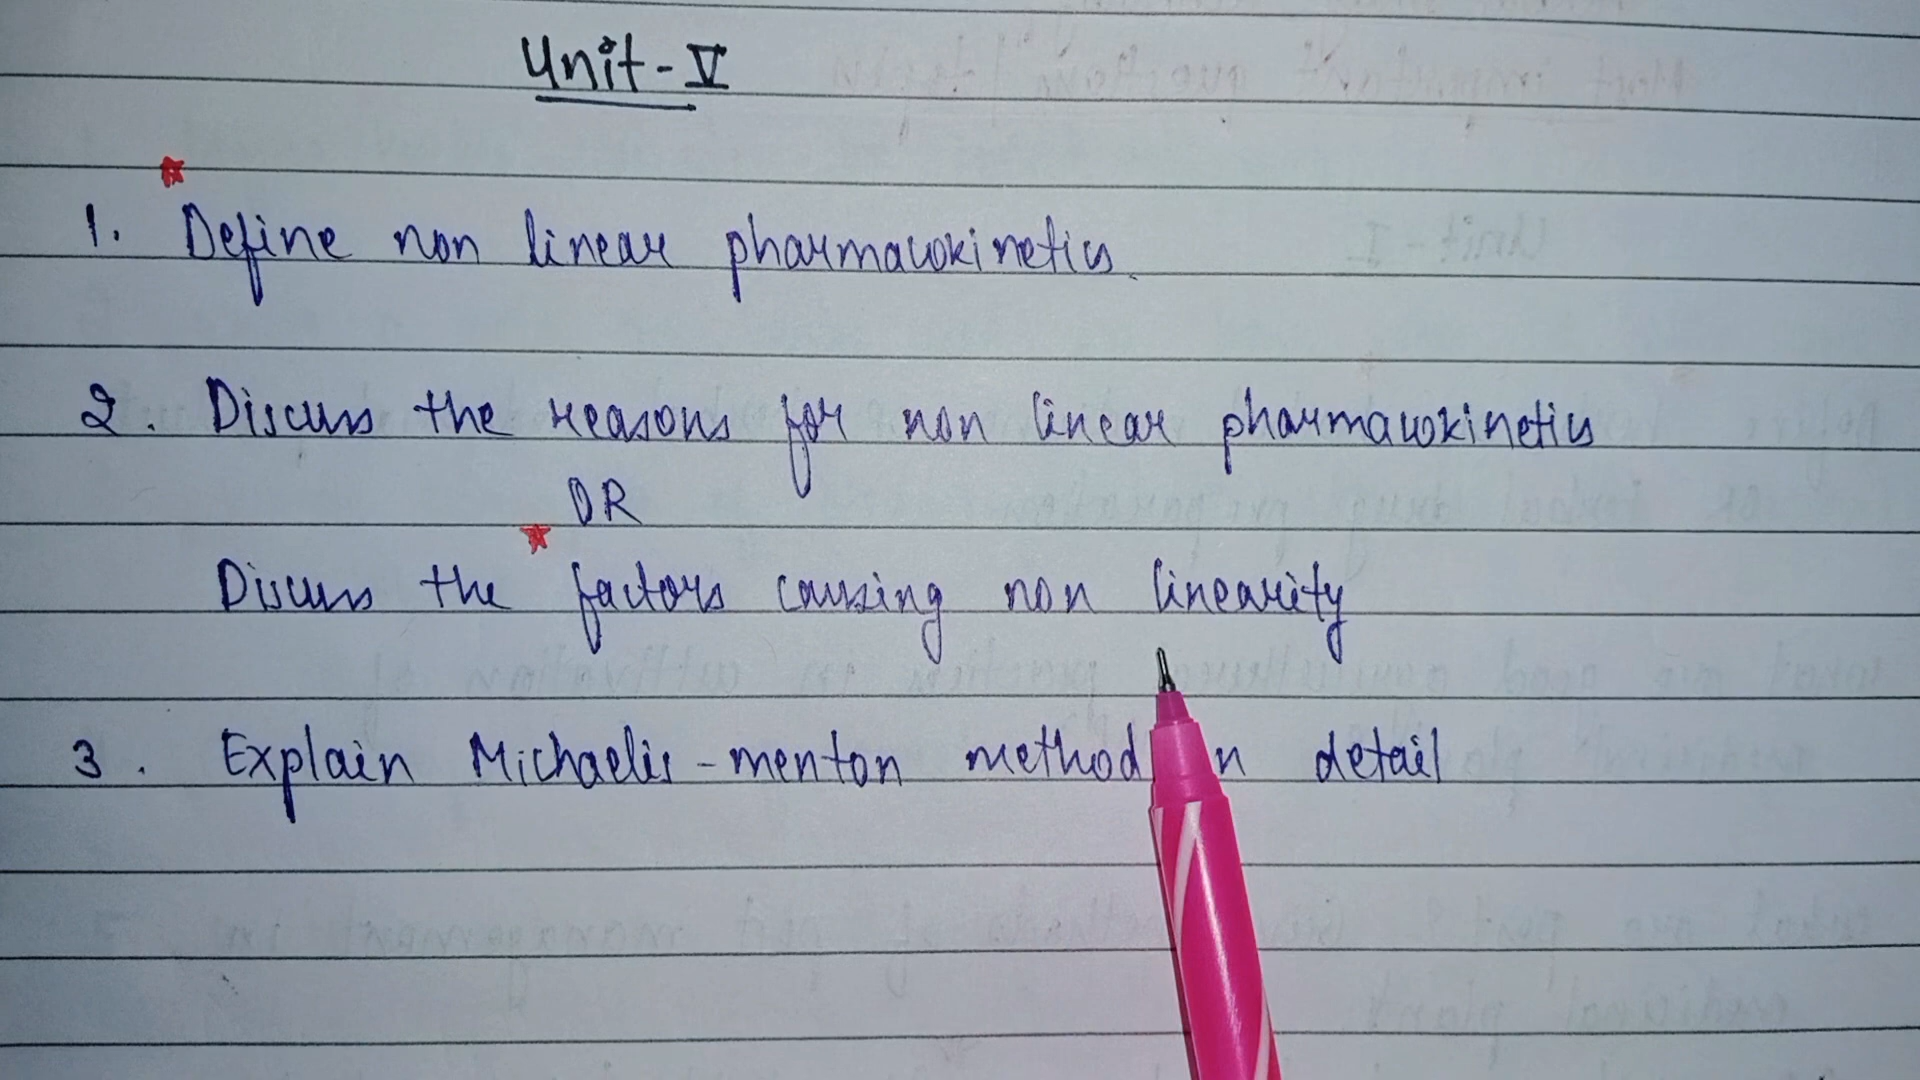 Unit-V
1. Define non linear pharmacokinetics.
2. Discuss the reasons for non linear pharmacokinetics
OR
Discuss the factors causing non linearity
3. Explain Michaelis-menton method in detail